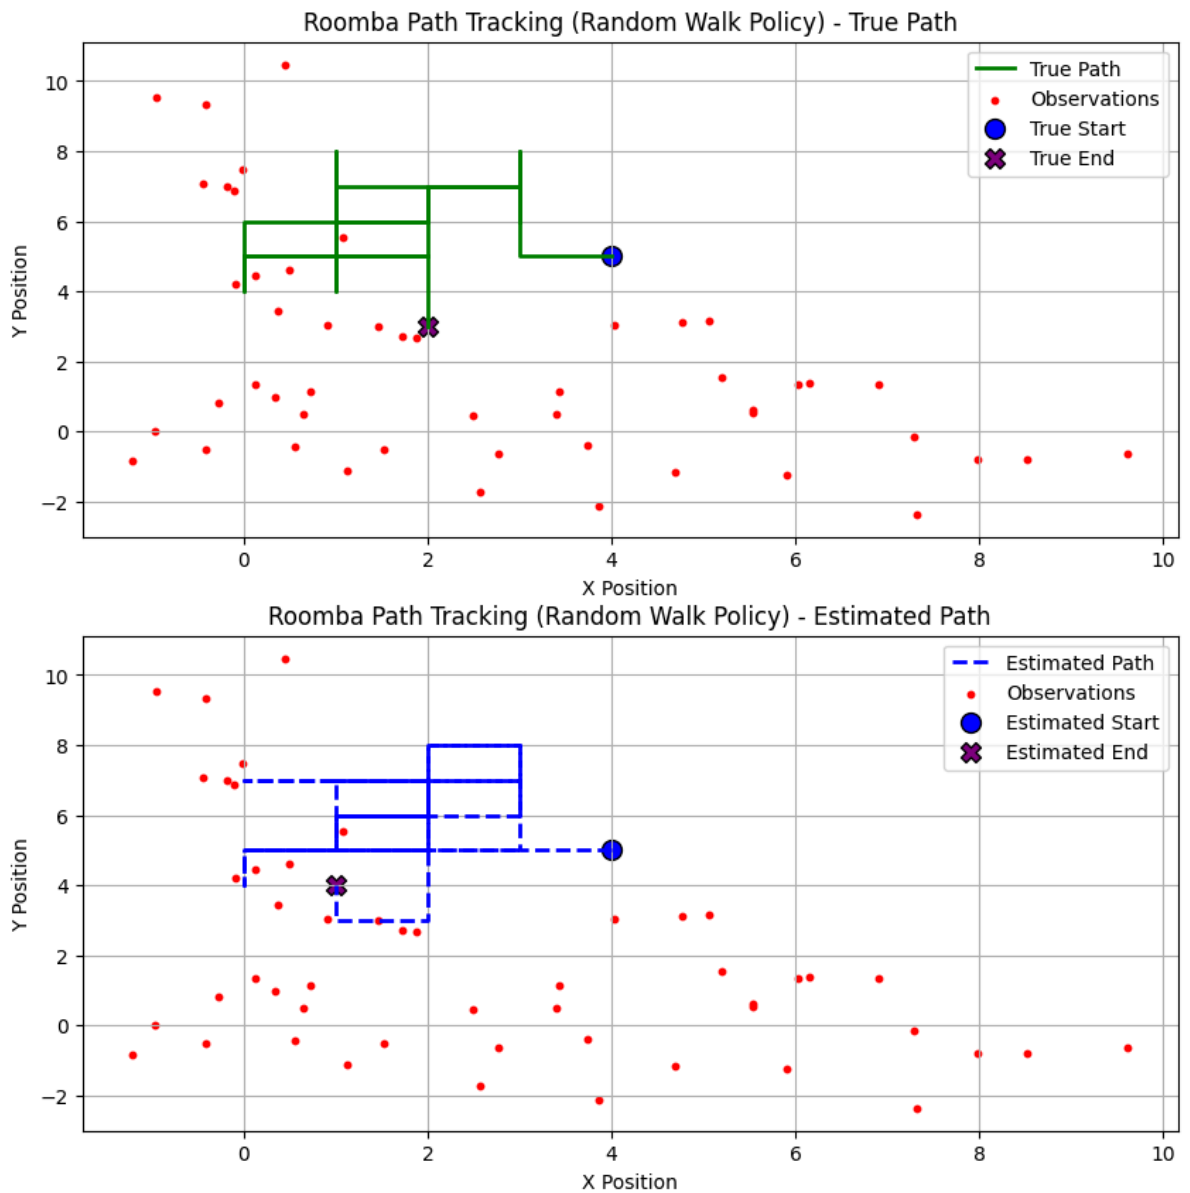 Roomba Path Tracking (Random Walk Policy) - True Path
True Path
Observations
True Start
True End
Y Position
10
8
6
4
2
0
−2
0 2 4 6 8 10
X Position
Roomba Path Tracking (Random Walk Policy) - Estimated Path
Estimated Path
Observations
Estimated Start
Estimated End
Y Position
10
8
6
4
2
0
−2
0 2 4 6 8 10
X Position